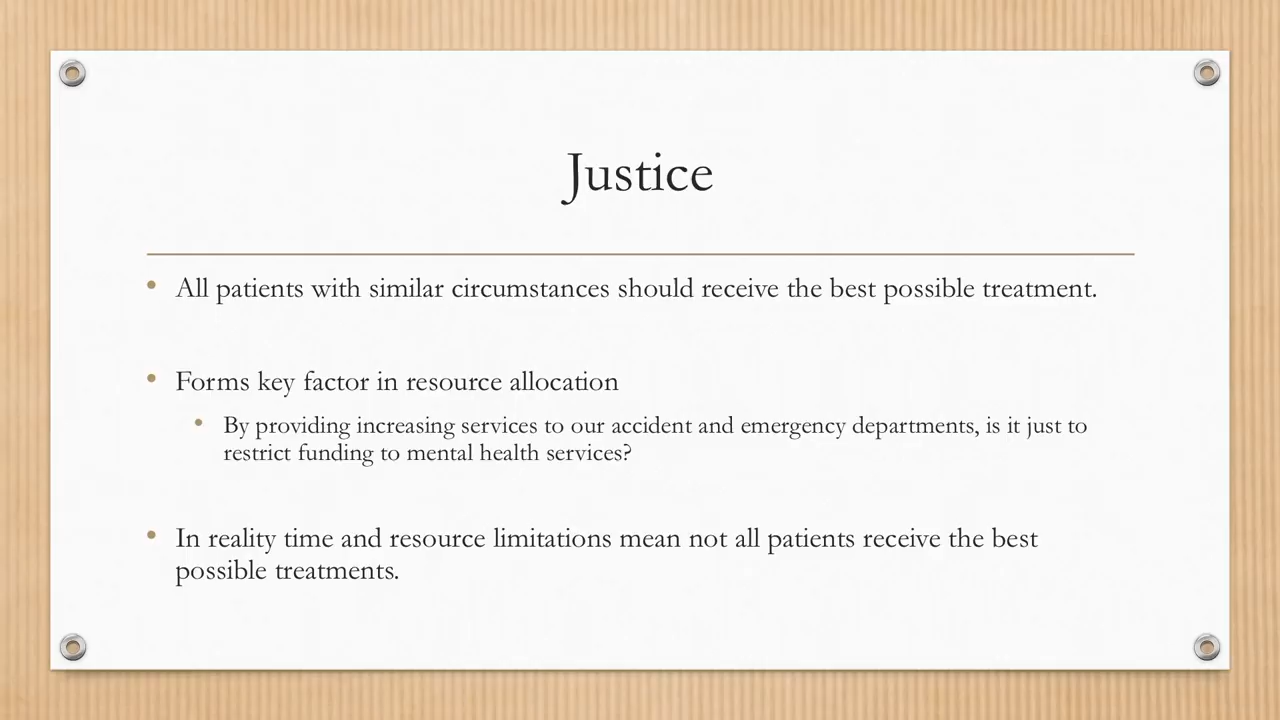 Justice
• All patients with similar circumstances should receive the best possible treatment.
• Forms key factor in resource allocation
• By providing increasing services to our accident and emergency departments, is it just to
restrict funding to mental health services?
• In reality time and resource limitations mean not all patients receive the best
possible treatments.